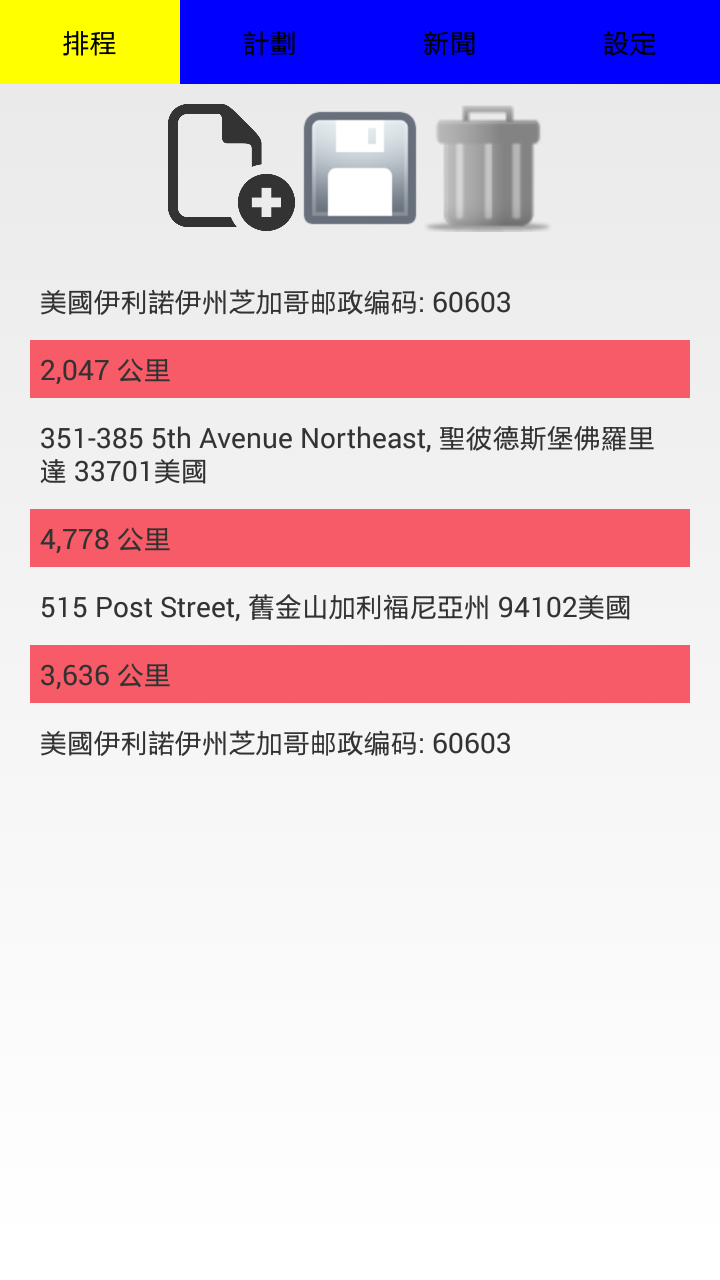 排程 計劃 新聞 設定
美國伊利諾伊州芝加哥邮政编码: 60603
2,047 公里
351-385 5th Avenue Northeast, 聖彼德斯堡佛羅里
達 33701美國
4,778 公里
515 Post Street, 舊金山加利福尼亞州 94102美國
3,636 公里
美國伊利諾伊州芝加哥邮政编码: 60603